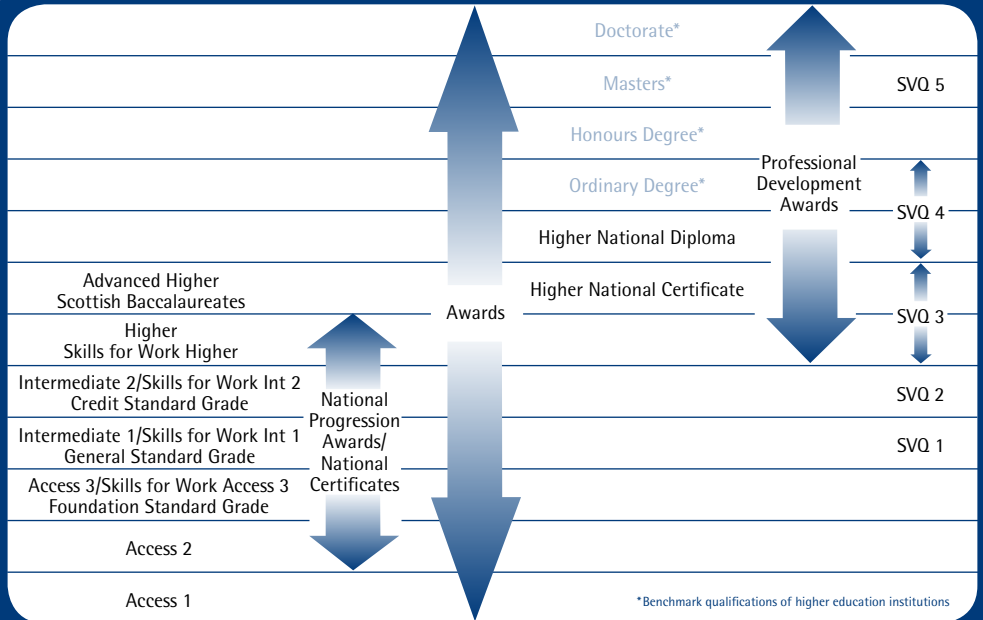 Doctorate*
Masters*
SVQ 5
Honours Degree*
Professional
Development
Awards
Ordinary Degree*
SVQ 4
Higher National Diploma
Advanced Higher
Scottish Baccalaureates
Higher National Certificate
Awards
SVQ 3
Higher
Skills for Work Higher
Intermediate 2/Skills for Work Int 2
Credit Standard Grade
National
Progression
Awards/
National
Certificates
SVQ 2
Intermediate 1/Skills for Work Int 1
General Standard Grade
SVQ 1
Access 3/Skills for Work Access 3
Foundation Standard Grade
Access 2
Access 1
*Benchmark qualifications of higher education institutions